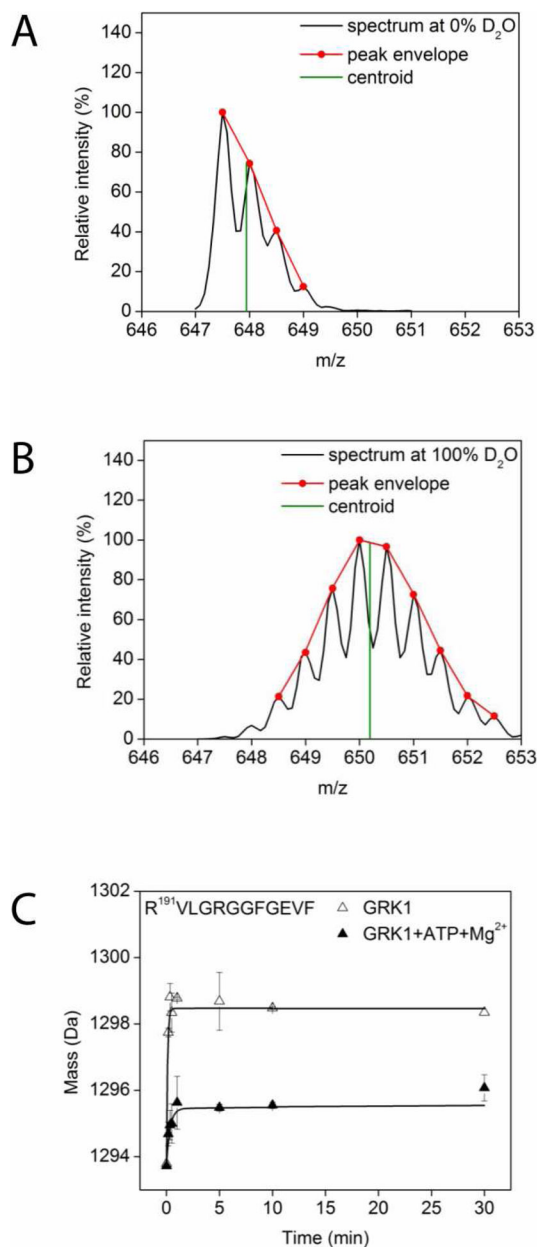 A
spectrum at 0% D₂O
peak envelope
centroid
Relative intensity (%)
140
120
100
80
60
40
20
0
646 647 648 649 650 651 652 653
m/z
B
spectrum at 100% D₂O
peak envelope
centroid
Relative intensity (%)
140
120
100
80
60
40
20
0
646 647 648 649 650 651 652 653
m/z
C
R¹⁹¹VLGRGGFGEVF
GRK1
GRK1+ATP+Mg²⁺
Mass (Da)
1302
1300
1298
1296
1294
0 5 10 15 20 25 30
Time (min)